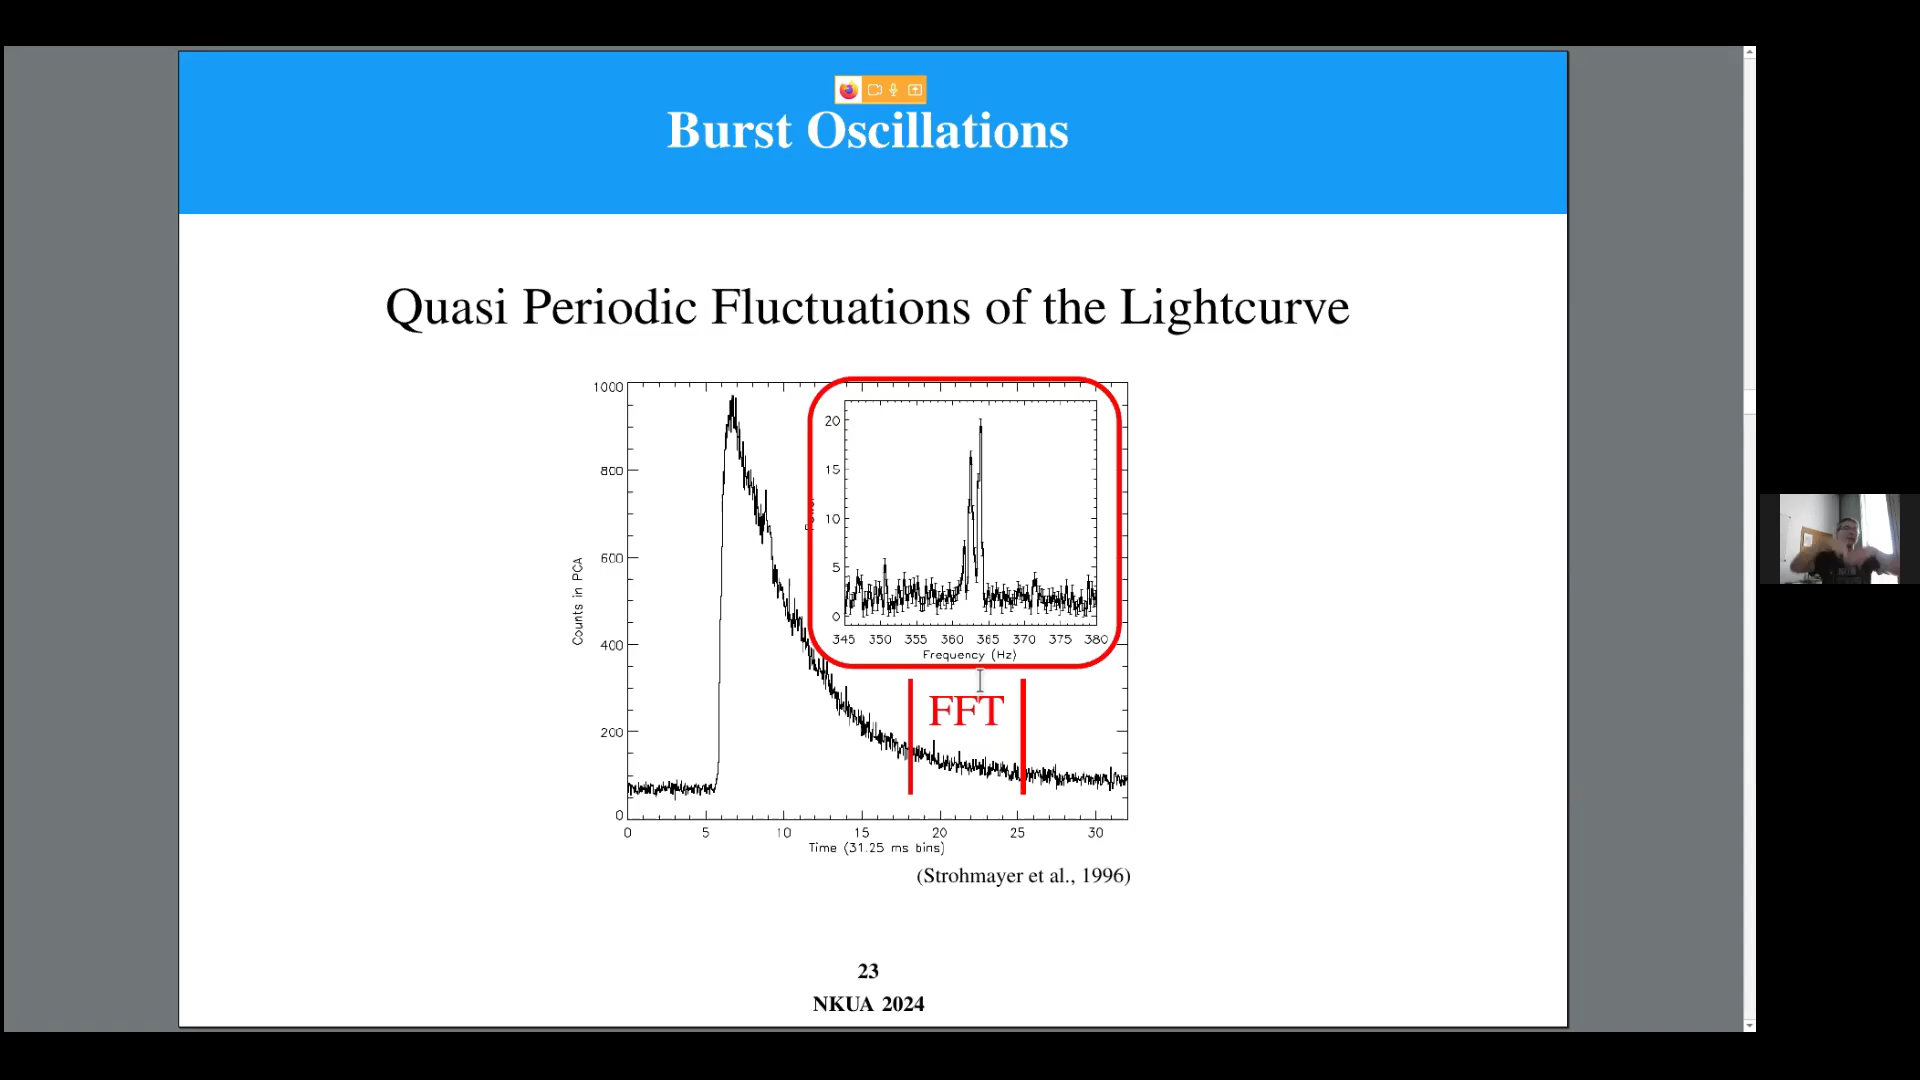 Burst Oscillations
Quasi Periodic Fluctuations of the Lightcurve
1000
800
600
400
200
0
Counts in PCA
0 5 10 15 20 25 30
Time (31.25 ms bins)
20
15
10
5
0
345 350 355 360 365 370 375 380
Frequency (Hz)
FFT
(Strohmayer et al., 1996)
23
NKUA 2024